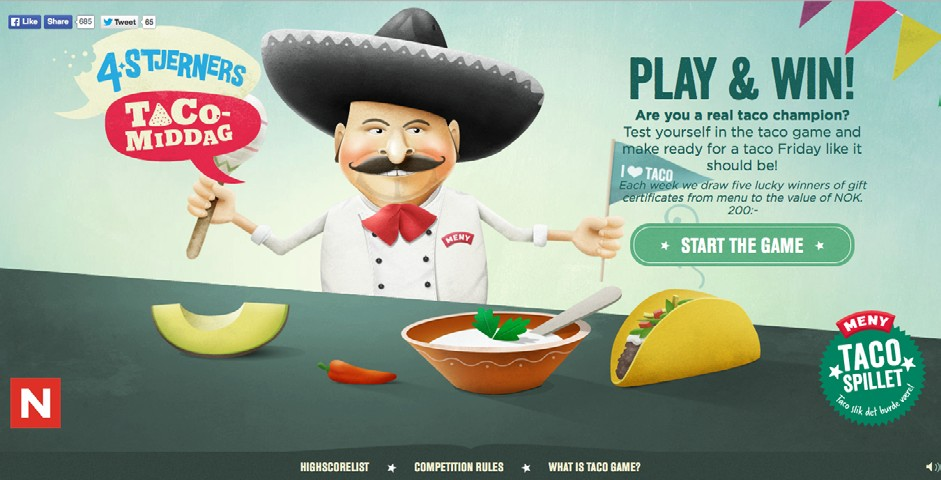 Like Share 685 Tweet 65
4-STJERNERS
TACO-
MIDDAG
PLAY & WIN!
Are you a real taco champion?
Test yourself in the taco game and
make ready for a taco Friday like it
should be!
I ❤ TACO
Each week we draw five lucky winners of gift
certificates from menu to the value of NOK.
200:-
MENY
★ START THE GAME ★
MENY
TACO
SPILLET
Taco slik det burde være!
N
HIGHSCORELIST ★ COMPETITION RULES ★ WHAT IS TACO GAME?